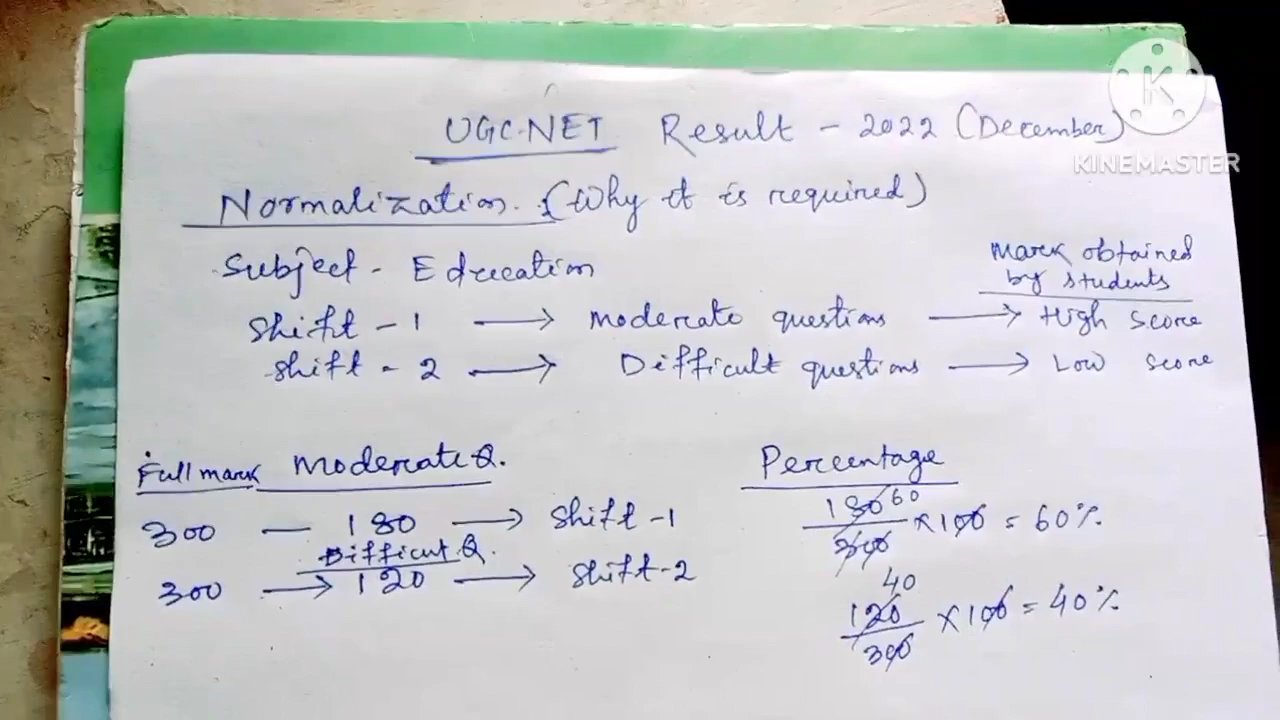 UGC-NET Result - 2022 (December)
Normalization. (Why it is required)
Subject - Education
Mark obtained
by students
Shift - 1 → Moderate questions → High Score
Shift - 2 → Difficult questions → Low Score
Full mark Moderate Q.
300 — 180 → Shift - 1
Difficult Q.
300 → 120 → Shift - 2
Percentage
180/300 60 × 100 = 60%
40
120/300 × 100 = 40%
K
KINEMASTER